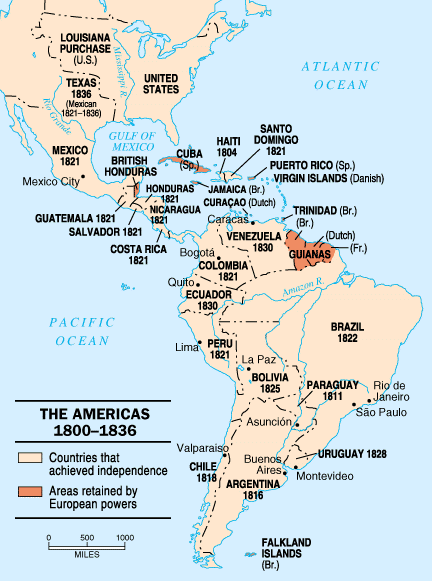 LOUISIANA
PURCHASE
(U.S.)
Mississippi R.
ATLANTIC
OCEAN
TEXAS
1836
(Mexican
1821–1836)
UNITED
STATES
Rio Grande
GULF OF
MEXICO
MEXICO
1821
Mexico City
BRITISH
HONDURAS
CUBA
(Sp.)
HAITI
1804
SANTO
DOMINGO
1821
PUERTO RICO (Sp.)
VIRGIN ISLANDS (Danish)
HONDURAS
1821
JAMAICA (Br.)
CURAÇAO (Dutch)
NICARAGUA
1821
GUATEMALA 1821
SALVADOR 1821
COSTA RICA
1821
Caracas
TRINIDAD (Br.)
(Br.)
(Dutch)
(Fr.)
VENEZUELA
1830
GUIANAS
Bogotá
COLOMBIA
1821
Quito
ECUADOR
1830
Amazon R.
PACIFIC
OCEAN
BRAZIL
1822
Lima
PERU
1821
La Paz
BOLIVIA
1825
PARAGUAY
1811
Rio de
Janeiro
São Paulo
Asunción
Valparaiso
CHILE
1818
Buenos
Aires
URUGUAY 1828
Montevideo
ARGENTINA
1816
THE AMERICAS
1800–1836
Countries that
achieved independence
Areas retained by
European powers
0 500 1000
MILES
FALKLAND
ISLANDS
(Br.)